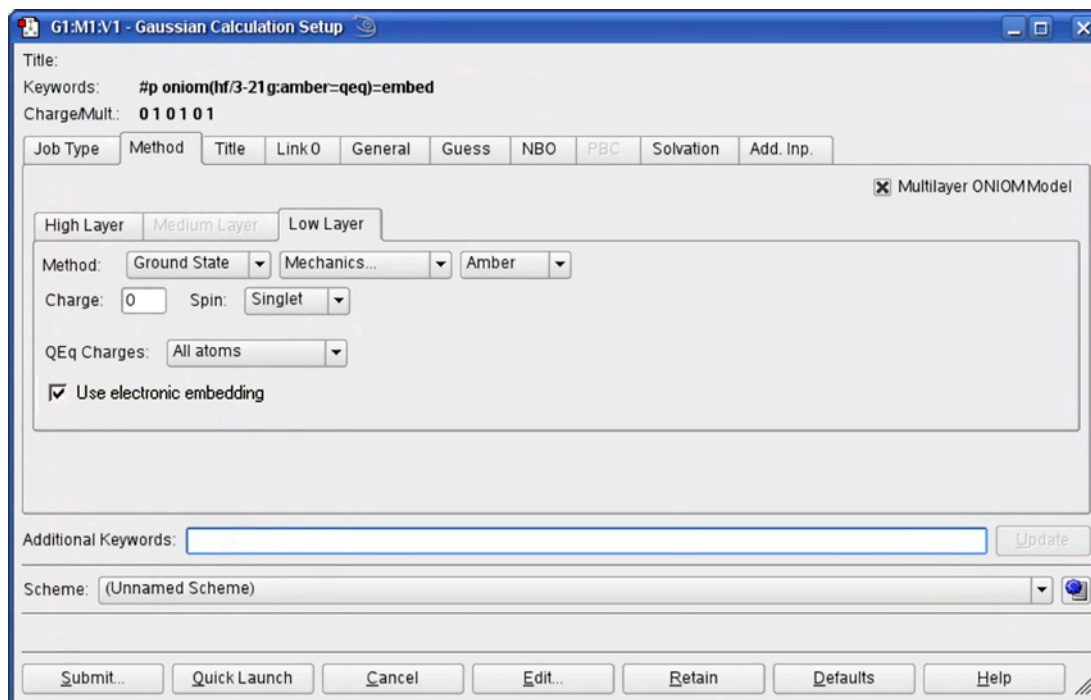 G1:M1:V1 - Gaussian Calculation Setup
Title:
Keywords: #p oniom(hf/3-21g:amber=qeq)=embed
Charge/Mult.: 0 1 0 1 0 1
Job Type Method Title Link 0 General Guess NBO PBC Solvation Add. Inp.
Multilayer ONIOM Model
High Layer Medium Layer Low Layer
Method: Ground State Mechanics... Amber
Charge: 0 Spin: Singlet
QEq Charges: All atoms
Use electronic embedding
Additional Keywords: Update
Scheme: (Unnamed Scheme)
Submit... Quick Launch Cancel Edit... Retain Defaults Help